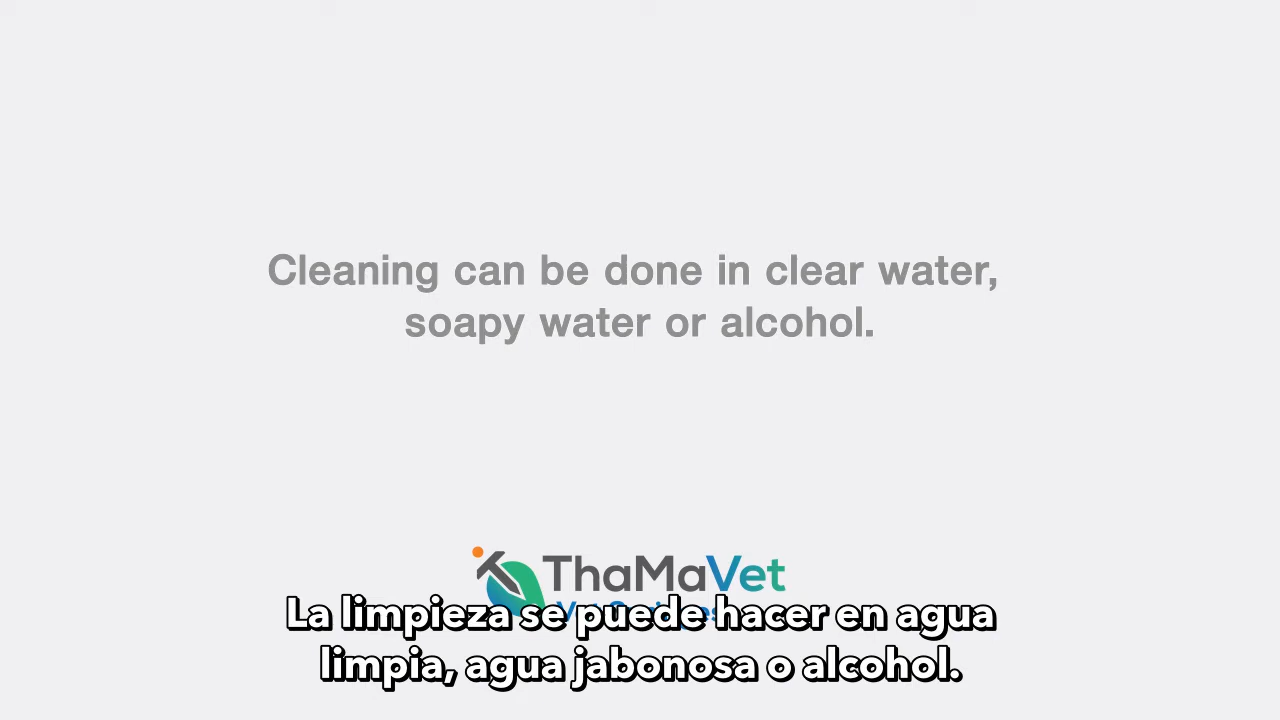 Cleaning can be done in clear water,
soapy water or alcohol.
ThaMaVet
La limpieza se puede hacer en agua
limpia, agua jabonosa o alcohol.